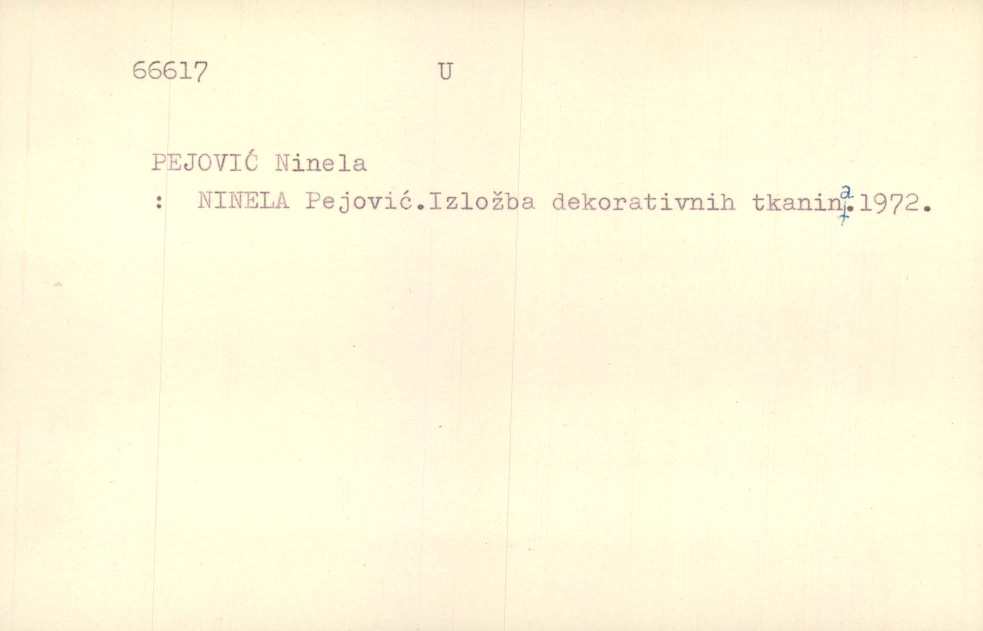 66617 U
PEJOVIĆ Ninela
: NINELA Pejović.Izložba dekorativnih tkanina.1972.